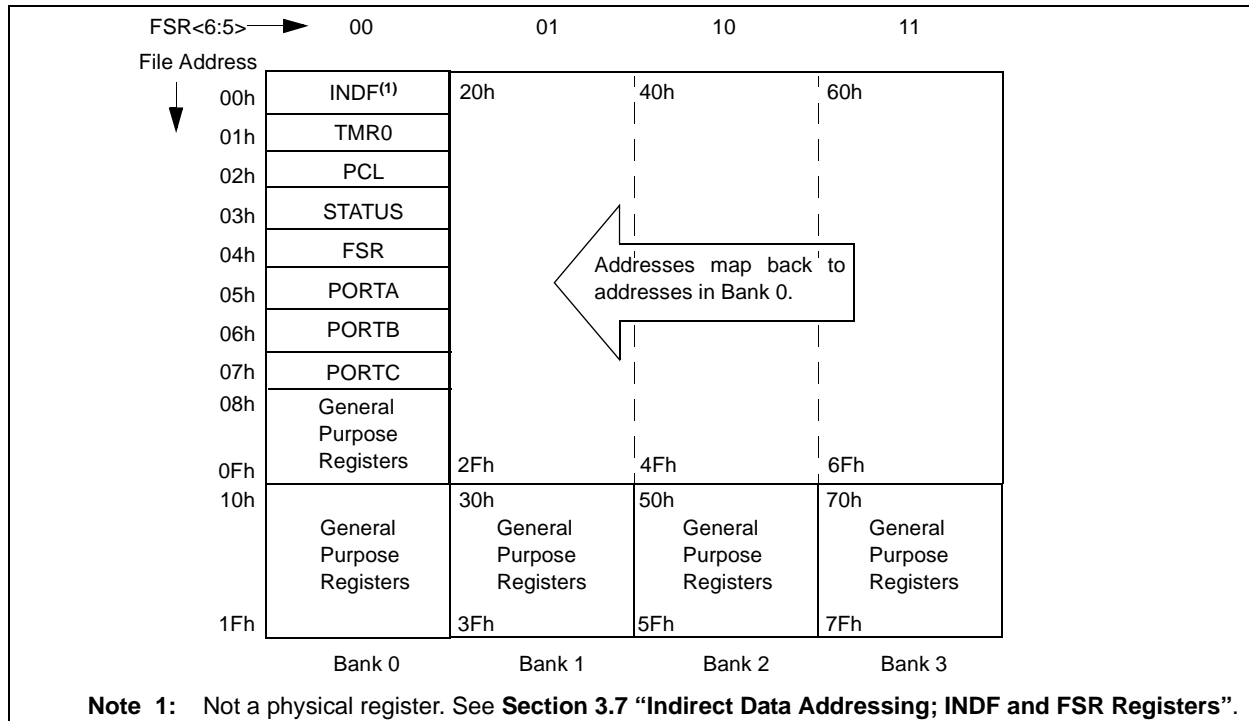 FSR<6:5> 00 01 10 11
File Address
00h INDF(1) 20h 40h 60h
01h TMR0
02h PCL
03h STATUS
04h FSR
Addresses map back to
addresses in Bank 0.
05h PORTA
06h PORTB
07h PORTC
08h General
Purpose
Registers
0Fh 2Fh 4Fh 6Fh
10h 30h 50h 70h
General General General General
Purpose Purpose Purpose Purpose
Registers Registers Registers Registers
1Fh 3Fh 5Fh 7Fh
Bank 0 Bank 1 Bank 2 Bank 3
Note 1: Not a physical register. See Section 3.7 “Indirect Data Addressing; INDF and FSR Registers”.